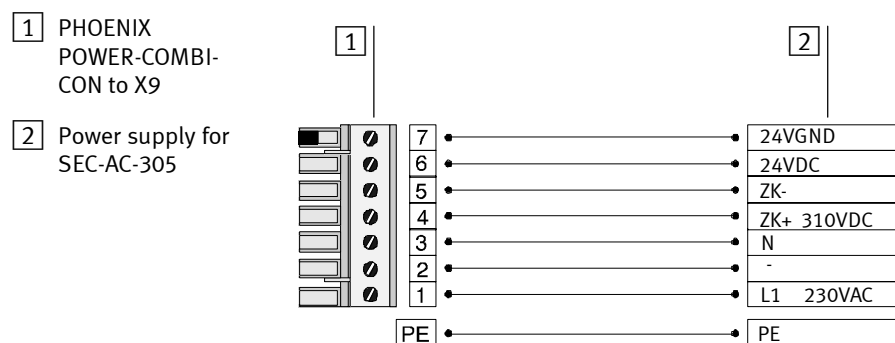 1 PHOENIX
POWER-COMBI-
CON to X9
2 Power supply for
SEC-AC-305
1
2
7 24VGND
6 24VDC
5 ZK-
4 ZK+ 310VDC
3 N
2 -
1 L1 230VAC
PE PE